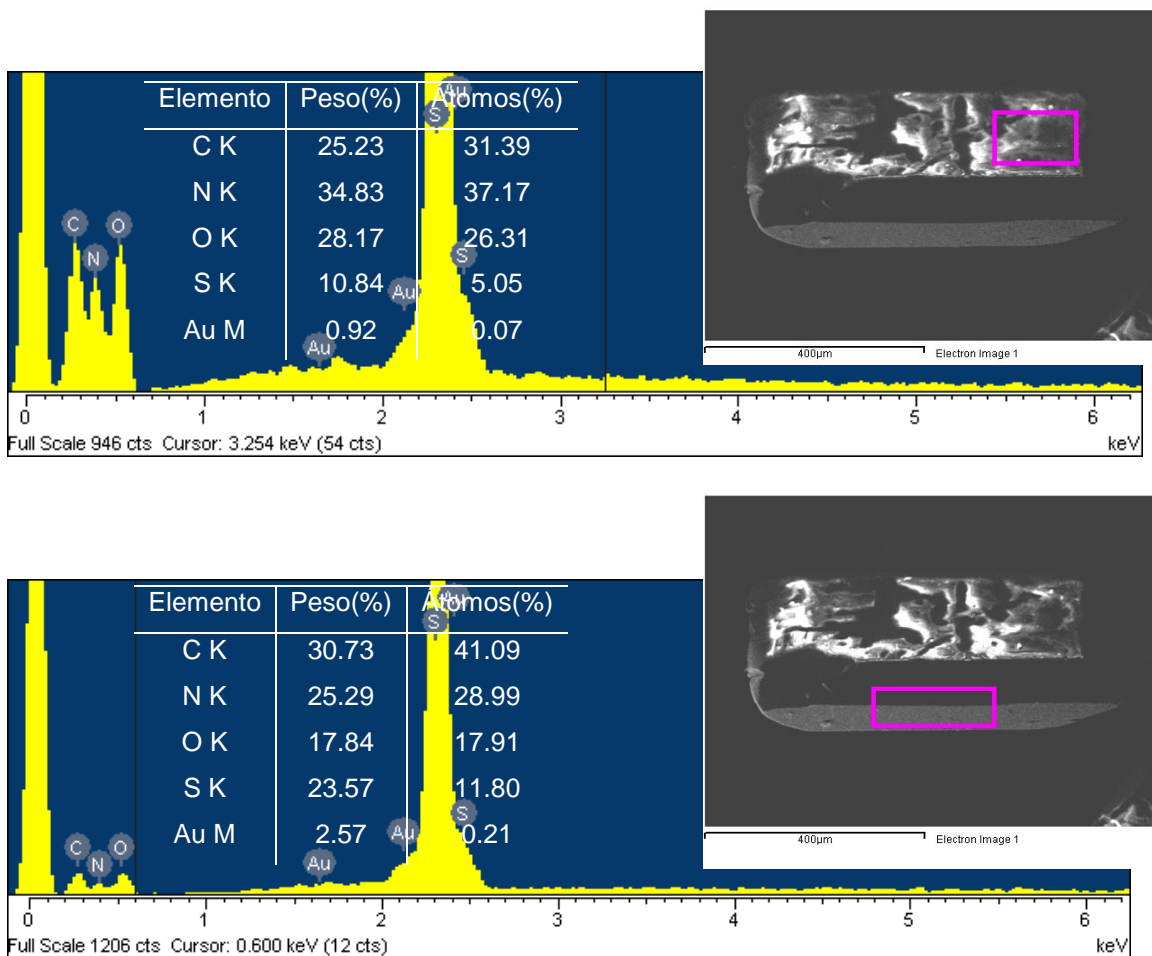 Elemento Peso(%) Átomos(%)
C K 25.23 31.39
N K 34.83 37.17
O K 28.17 26.31
S K 10.84 5.05
Au M 0.92 0.07
Au
S
C
O
N
S
Au
Au
0 1 2 3 4 5 6
Full Scale 946 cts Cursor: 3.254 keV (54 cts) keV
400µm Electron Image 1
Elemento Peso(%) Átomos(%)
C K 30.73 41.09
N K 25.29 28.99
O K 17.84 17.91
S K 23.57 11.80
Au M 2.57 0.21
Au
S
S
Au
C
O
N
Au
0 1 2 3 4 5 6
Full Scale 1206 cts Cursor: 0.600 keV (12 cts) keV
400µm Electron Image 1